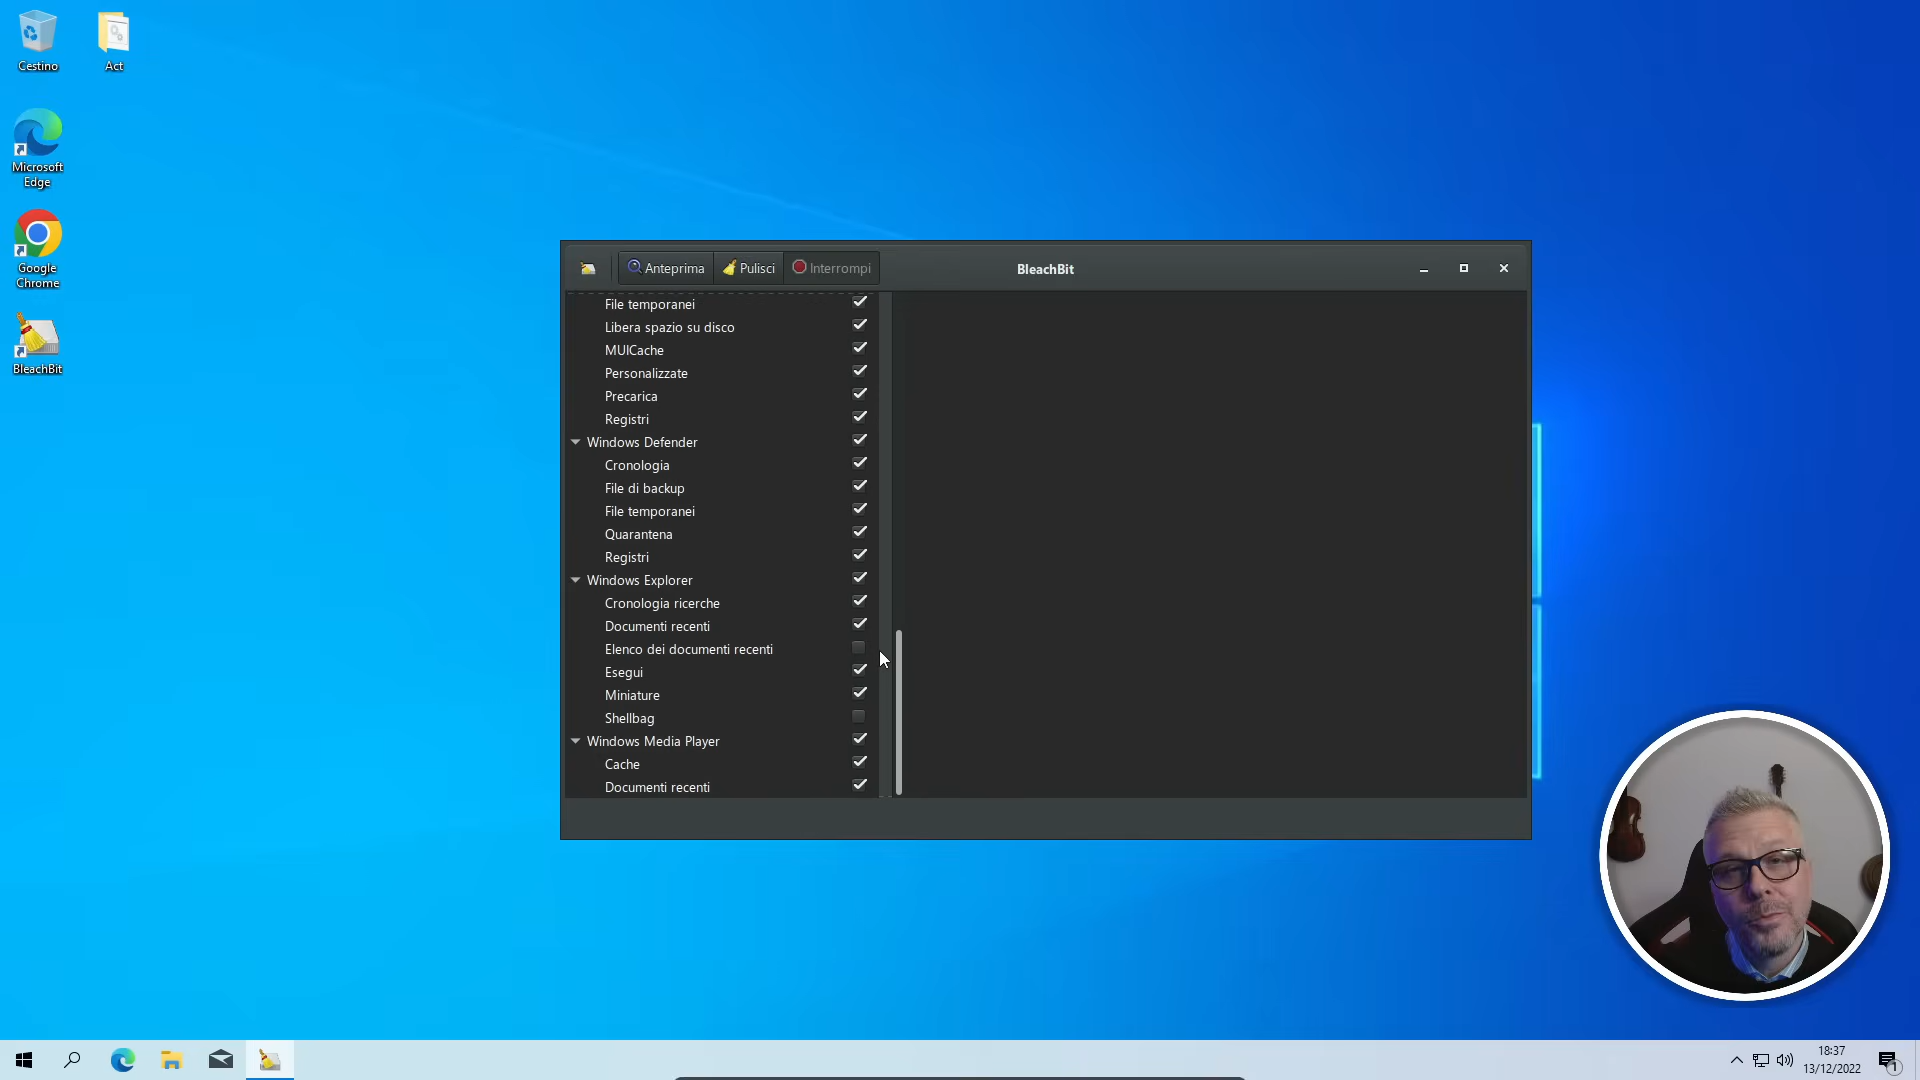 Cestino
Act
Microsoft
Edge
Google
Chrome
BleachBit
Anteprima
Pulisci
Interrompi
BleachBit
File temporanei
Libera spazio su disco
MUICache
Personalizzate
Precarica
Registri
Windows Defender
Cronologia
File di backup
File temporanei
Quarantena
Registri
Windows Explorer
Cronologia ricerche
Documenti recenti
Elenco dei documenti recenti
Esegui
Miniature
Shellbag
Windows Media Player
Cache
Documenti recenti
18:37
13/12/2022
1